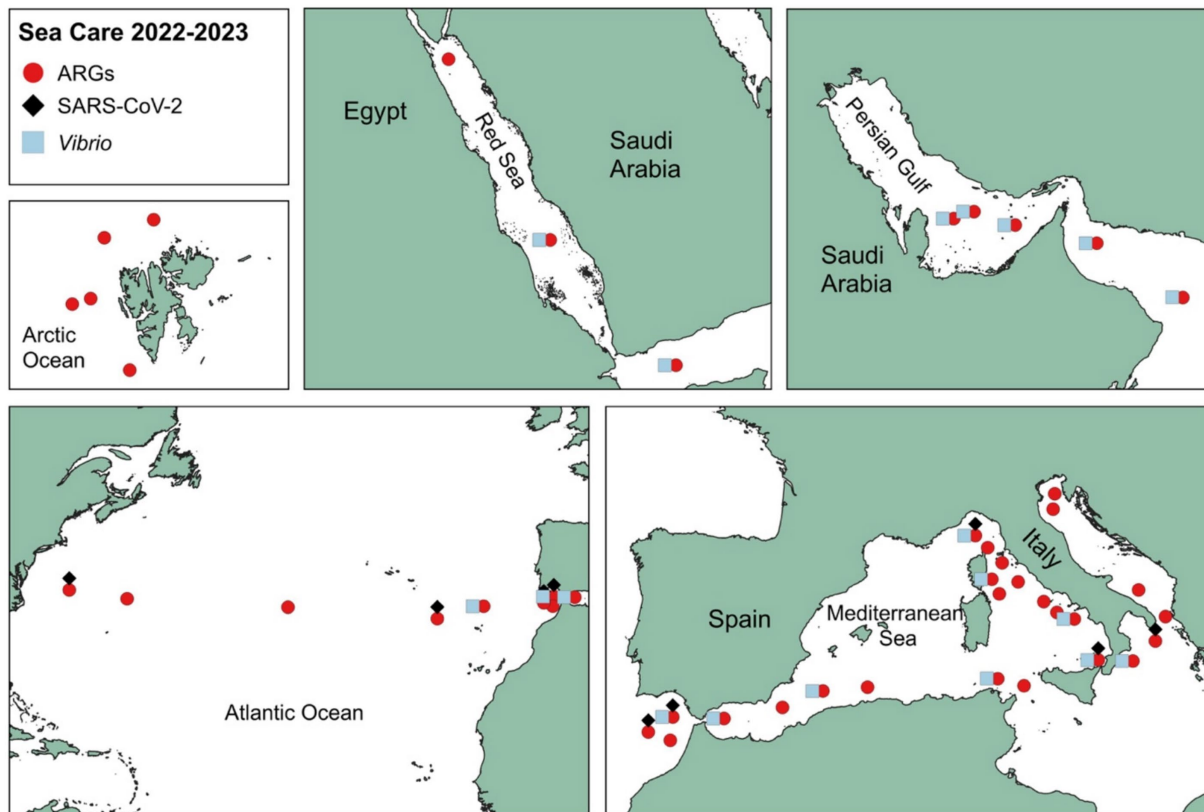 Sea Care 2022-2023
ARGs
SARS-CoV-2
Vibrio
Arctic
Ocean
Egypt
Red Sea
Saudi
Arabia
Persian Gulf
Saudi
Arabia
Atlantic Ocean
Spain
Mediterranean
Sea
Italy